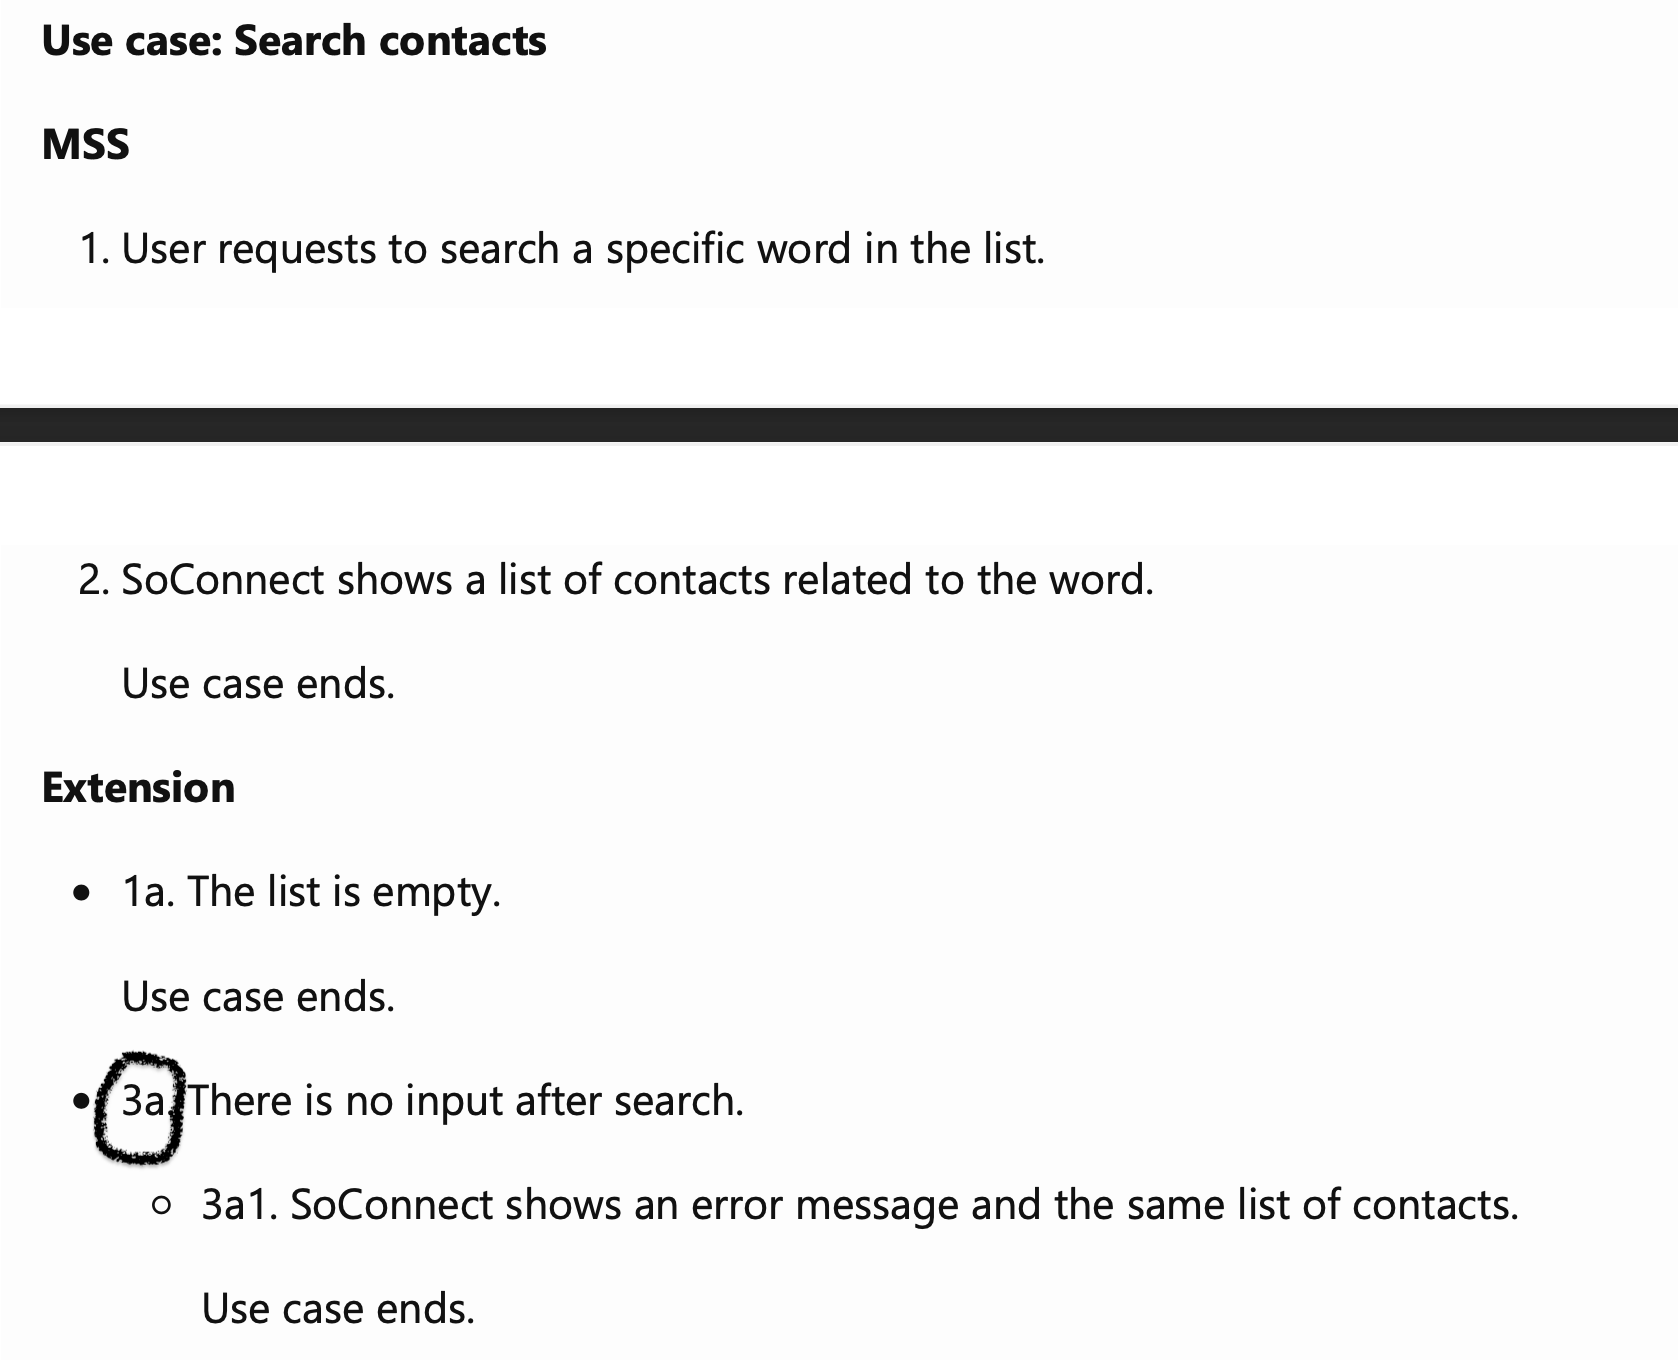 Use case: Search contacts
MSS
1. User requests to search a specific word in the list.
2. SoConnect shows a list of contacts related to the word.
Use case ends.
Extension
1a. The list is empty.
Use case ends.
3a. There is no input after search.
3a1. SoConnect shows an error message and the same list of contacts.
Use case ends.